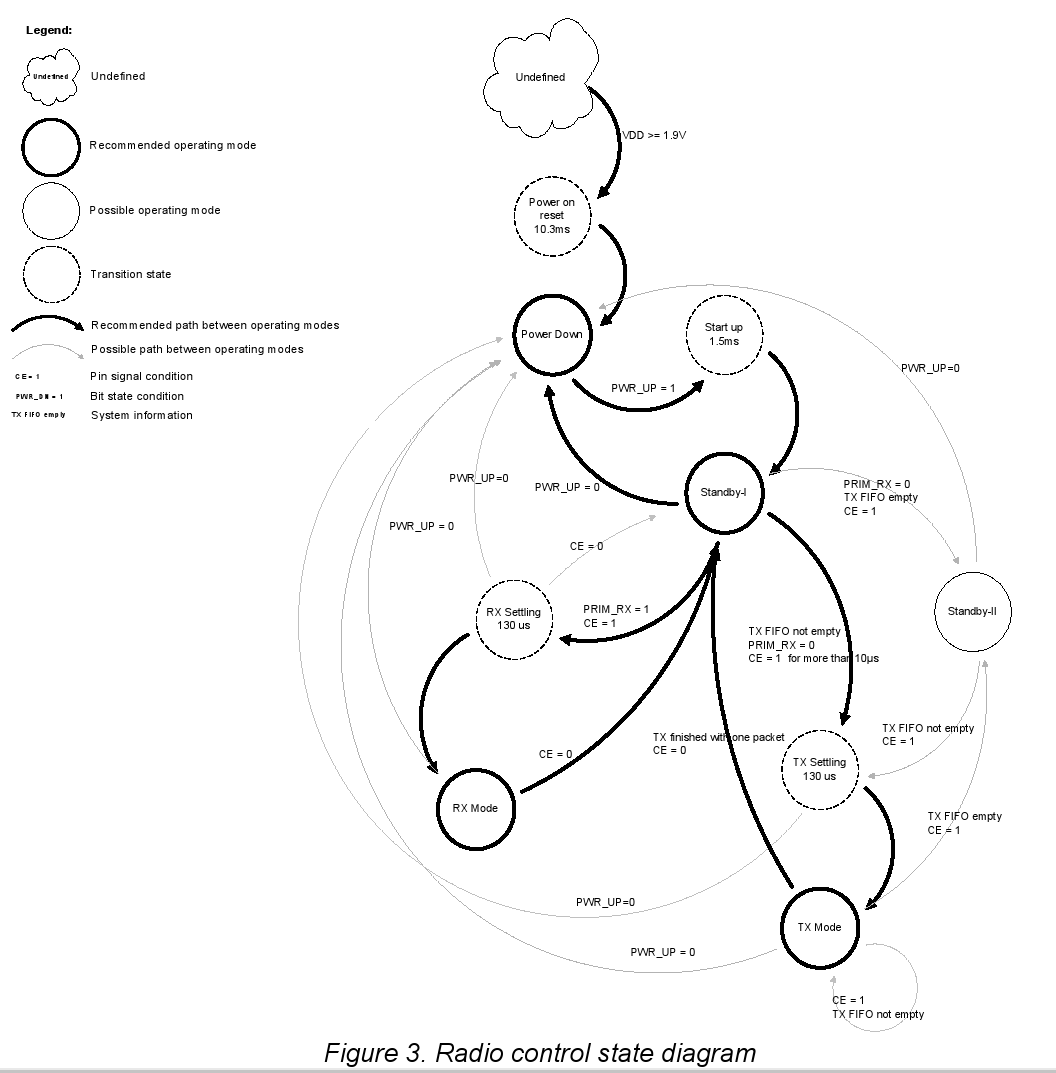 Legend:
Undefined
Undefined
Recommended operating mode
Possible operating mode
Transition state
Recommended path between operating modes
Possible path between operating modes
CE = 1
Pin signal condition
PWR_DN = 1
Bit state condition
TX FIFO empty
System information
Undefined
VDD >= 1.9V
Power on
reset
10.3ms
Power Down
Start up
1.5ms
PWR_UP = 1
PWR_UP=0
PWR_UP=0
PWR_UP = 0
Standby-I
PRIM_RX = 0
TX FIFO empty
CE = 1
PWR_UP = 0
CE = 0
RX Settling
130 us
PRIM_RX = 1
CE = 1
Standby-II
TX FIFO not empty
PRIM_RX = 0
CE = 1 for more than 10µs
TX finished with one packet
CE = 0
CE = 0
TX FIFO not empty
CE = 1
TX Settling
130 us
RX Mode
TX FIFO empty
CE = 1
PWR_UP=0
TX Mode
PWR_UP = 0
CE = 1
TX FIFO not empty
Figure 3. Radio control state diagram